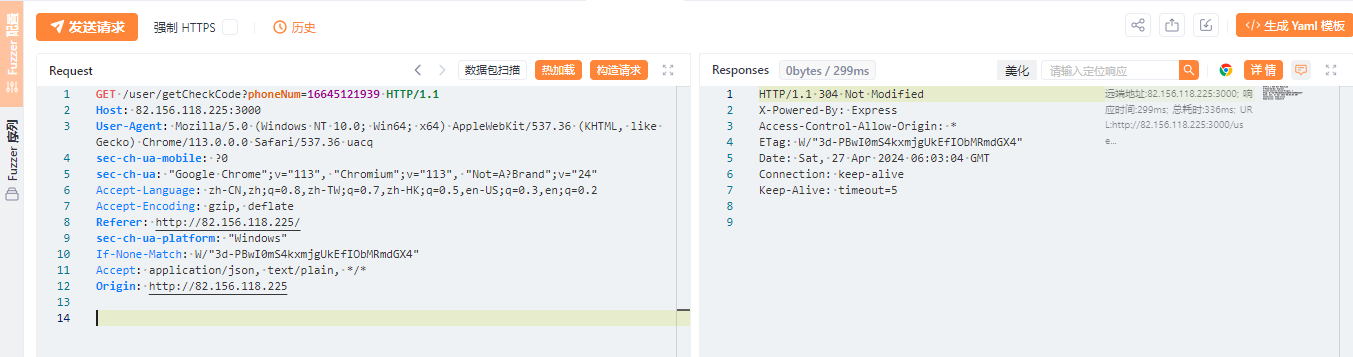 Fuzzer 配置
Fuzzer 序列
发送请求 强制 HTTPS 历史 生成 Yaml 模板
Request 数据包扫描 热加载 构造请求
1 GET /user/getCheckCode?phoneNum=16645121939 HTTP/1.1
2 Host: 82.156.118.225:3000
3 User-Agent: Mozilla/5.0 (Windows NT 10.0; Win64; x64) AppleWebKit/537.36 (KHTML, like
Gecko) Chrome/113.0.0.0 Safari/537.36 uacq
4 sec-ch-ua-mobile: ?0
5 sec-ch-ua: "Google Chrome";v="113", "Chromium";v="113", "Not=A?Brand";v="24"
6 Accept-Language: zh-CN,zh;q=0.8,zh-TW;q=0.7,zh-HK;q=0.5,en-US;q=0.3,en;q=0.2
7 Accept-Encoding: gzip, deflate
8 Referer: http://82.156.118.225/
9 sec-ch-ua-platform: "Windows"
10 If-None-Match: W/"3d-PBwI0mS4kxmjgUkEfIObMRmdGX4"
11 Accept: application/json, text/plain, */*
12 Origin: http://82.156.118.225
13
14
Responses 0bytes / 299ms 美化 请输入定位响应 详情
1 HTTP/1.1 304 Not Modified
2 X-Powered-By: Express
3 Access-Control-Allow-Origin: *
4 ETag: W/"3d-PBwI0mS4kxmjgUkEfIObMRmdGX4"
5 Date: Sat, 27 Apr 2024 06:03:04 GMT
6 Connection: keep-alive
7 Keep-Alive: timeout=5
8
9
远端地址:82.156.118.225:3000; 响
应时间:299ms; 总耗时:336ms; UR
L:http://82.156.118.225:3000/us
e...